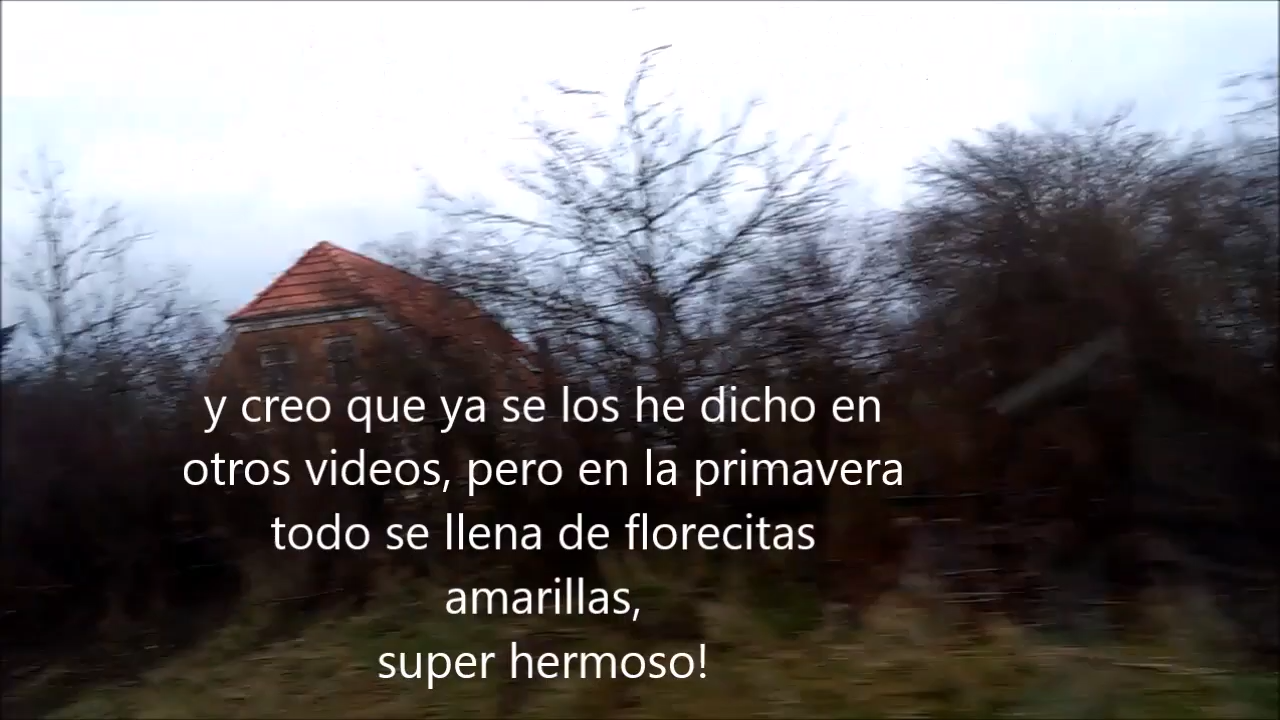 y creo que ya se los he dicho en
otros videos, pero en la primavera
todo se llena de florecitas
amarillas,
super hermoso!